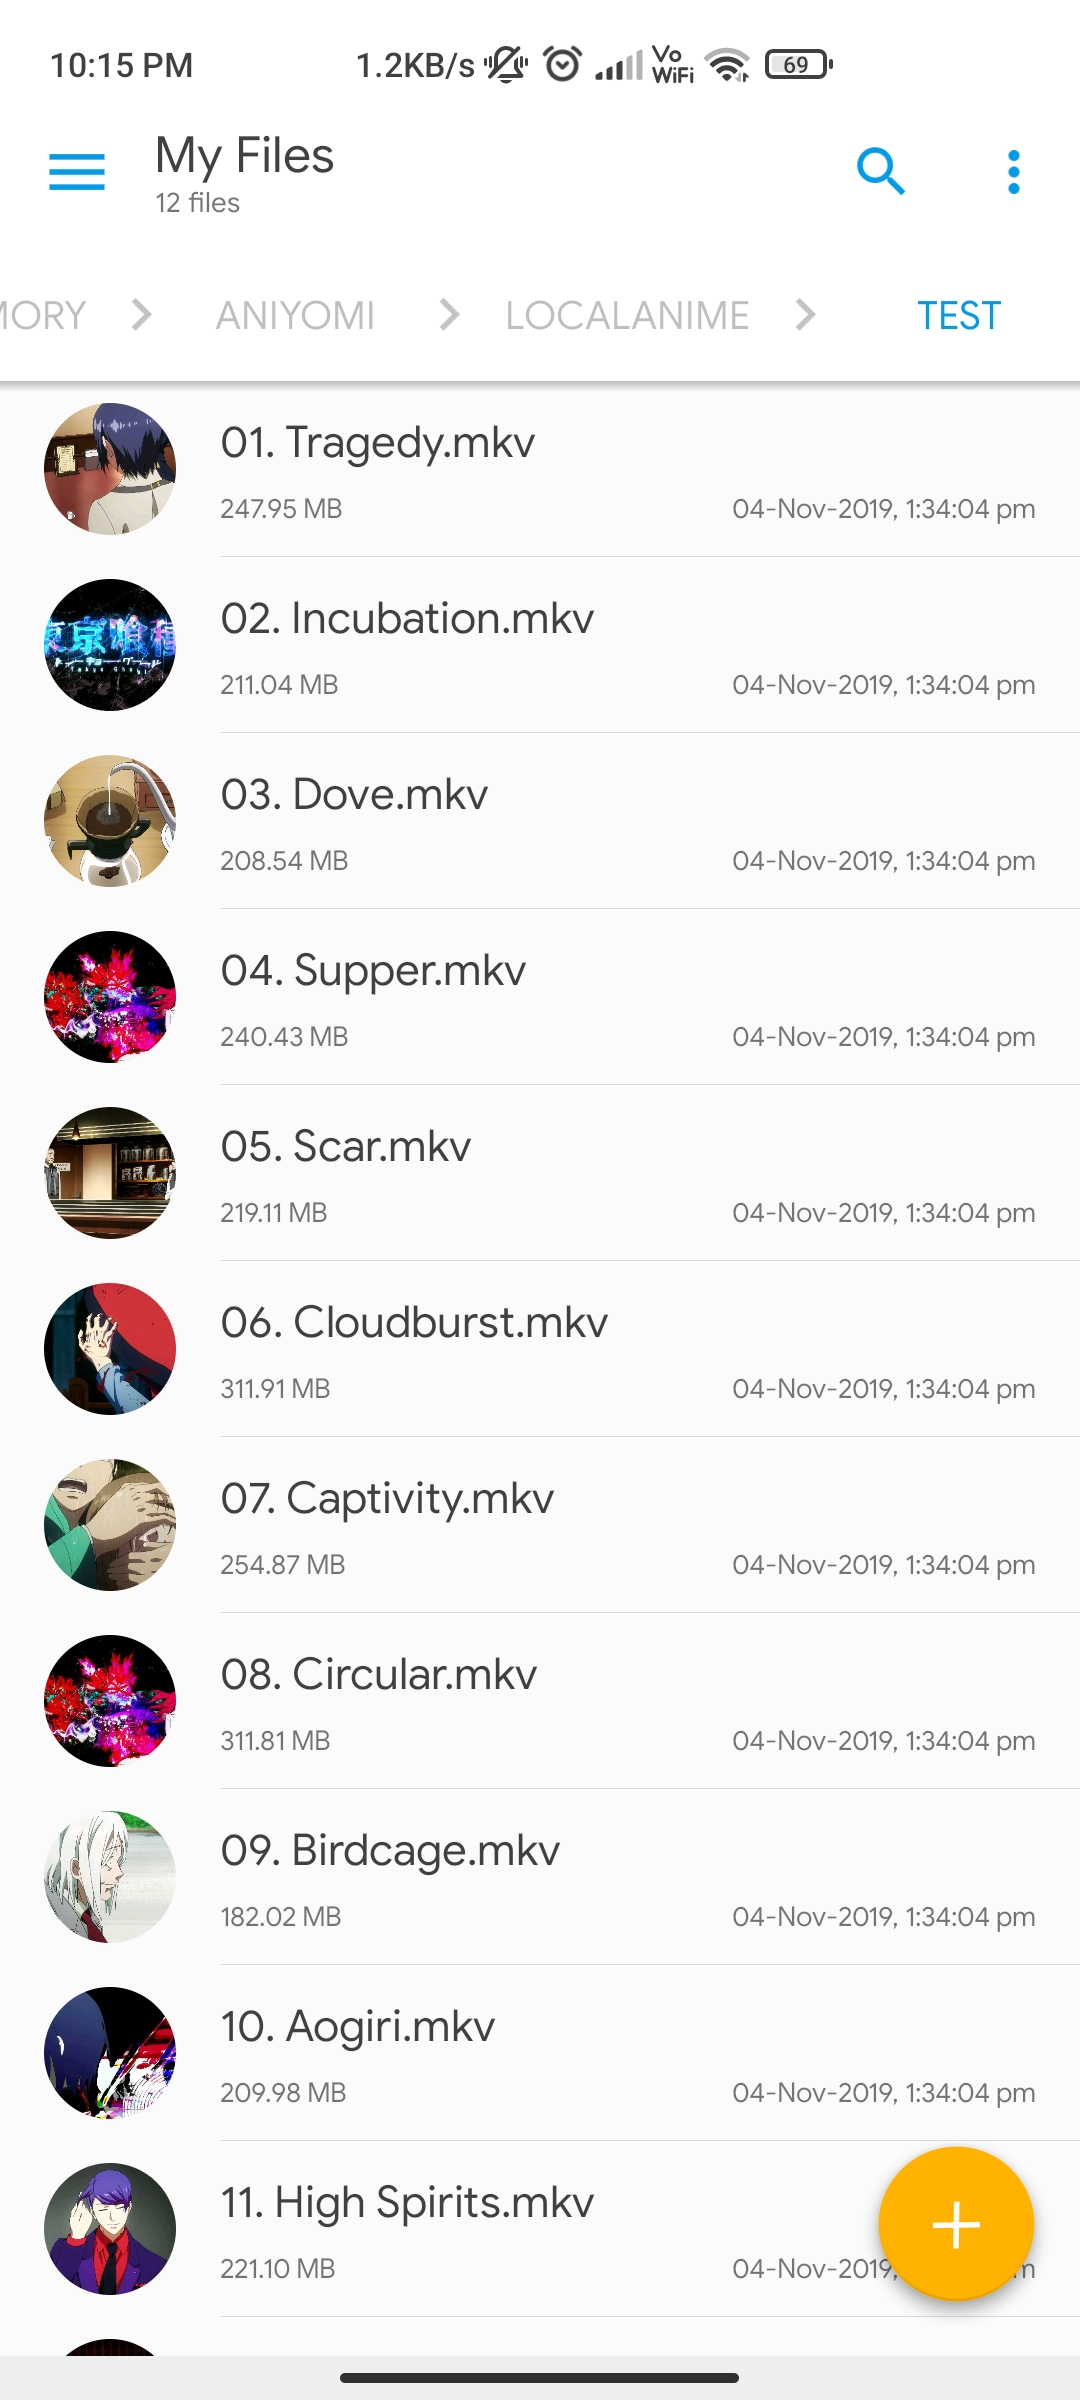 10:15 PM 1.2KB/s Vo WiFi 69
My Files
12 files
MORY ANIYOMI LOCALANIME TEST
01. Tragedy.mkv
247.95 MB 04-Nov-2019, 1:34:04 pm
02. Incubation.mkv
211.04 MB 04-Nov-2019, 1:34:04 pm
03. Dove.mkv
208.54 MB 04-Nov-2019, 1:34:04 pm
04. Supper.mkv
240.43 MB 04-Nov-2019, 1:34:04 pm
05. Scar.mkv
219.11 MB 04-Nov-2019, 1:34:04 pm
06. Cloudburst.mkv
311.91 MB 04-Nov-2019, 1:34:04 pm
07. Captivity.mkv
254.87 MB 04-Nov-2019, 1:34:04 pm
08. Circular.mkv
311.81 MB 04-Nov-2019, 1:34:04 pm
09. Birdcage.mkv
182.02 MB 04-Nov-2019, 1:34:04 pm
10. Aogiri.mkv
209.98 MB 04-Nov-2019, 1:34:04 pm
11. High Spirits.mkv
221.10 MB 04-Nov-2019,